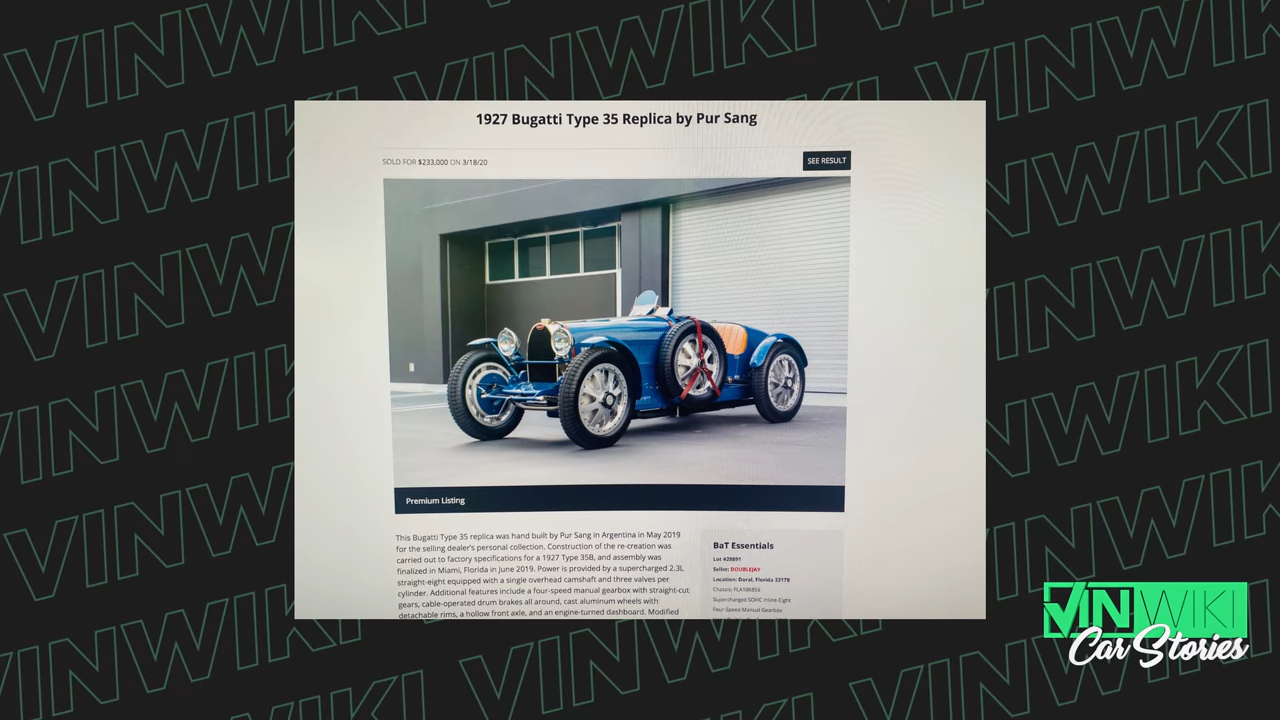 1927 Bugatti Type 35 Replica by Pur Sang
SOLD FOR $233,000 ON 3/18/20
SEE RESULT
Premium Listing
This Bugatti Type 35 replica was hand built by Pur Sang in Argentina in May 2019
for the selling dealer's personal collection. Construction of the re-creation was
carried out to factory specifications for a 1927 Type 35B, and assembly was
finalized in Miami, Florida in June 2019. Power is provided by a supercharged 2.3L
straight-eight equipped with a single overhead camshaft and three valves per
cylinder. Additional features include a four-speed manual gearbox with straight-cut
gears, cable-operated drum brakes all around, cast aluminum wheels with
detachable rims, a hollow front axle, and an engine-turned dashboard. Modified
BaT Essentials
Lot #28891
Seller: DOUBLEJAY
Location: Doral, Florida 33178
Supercharged SOHC Inline-Eight
Four-Speed Manual Gearbox
VINWIKI
Car Stories